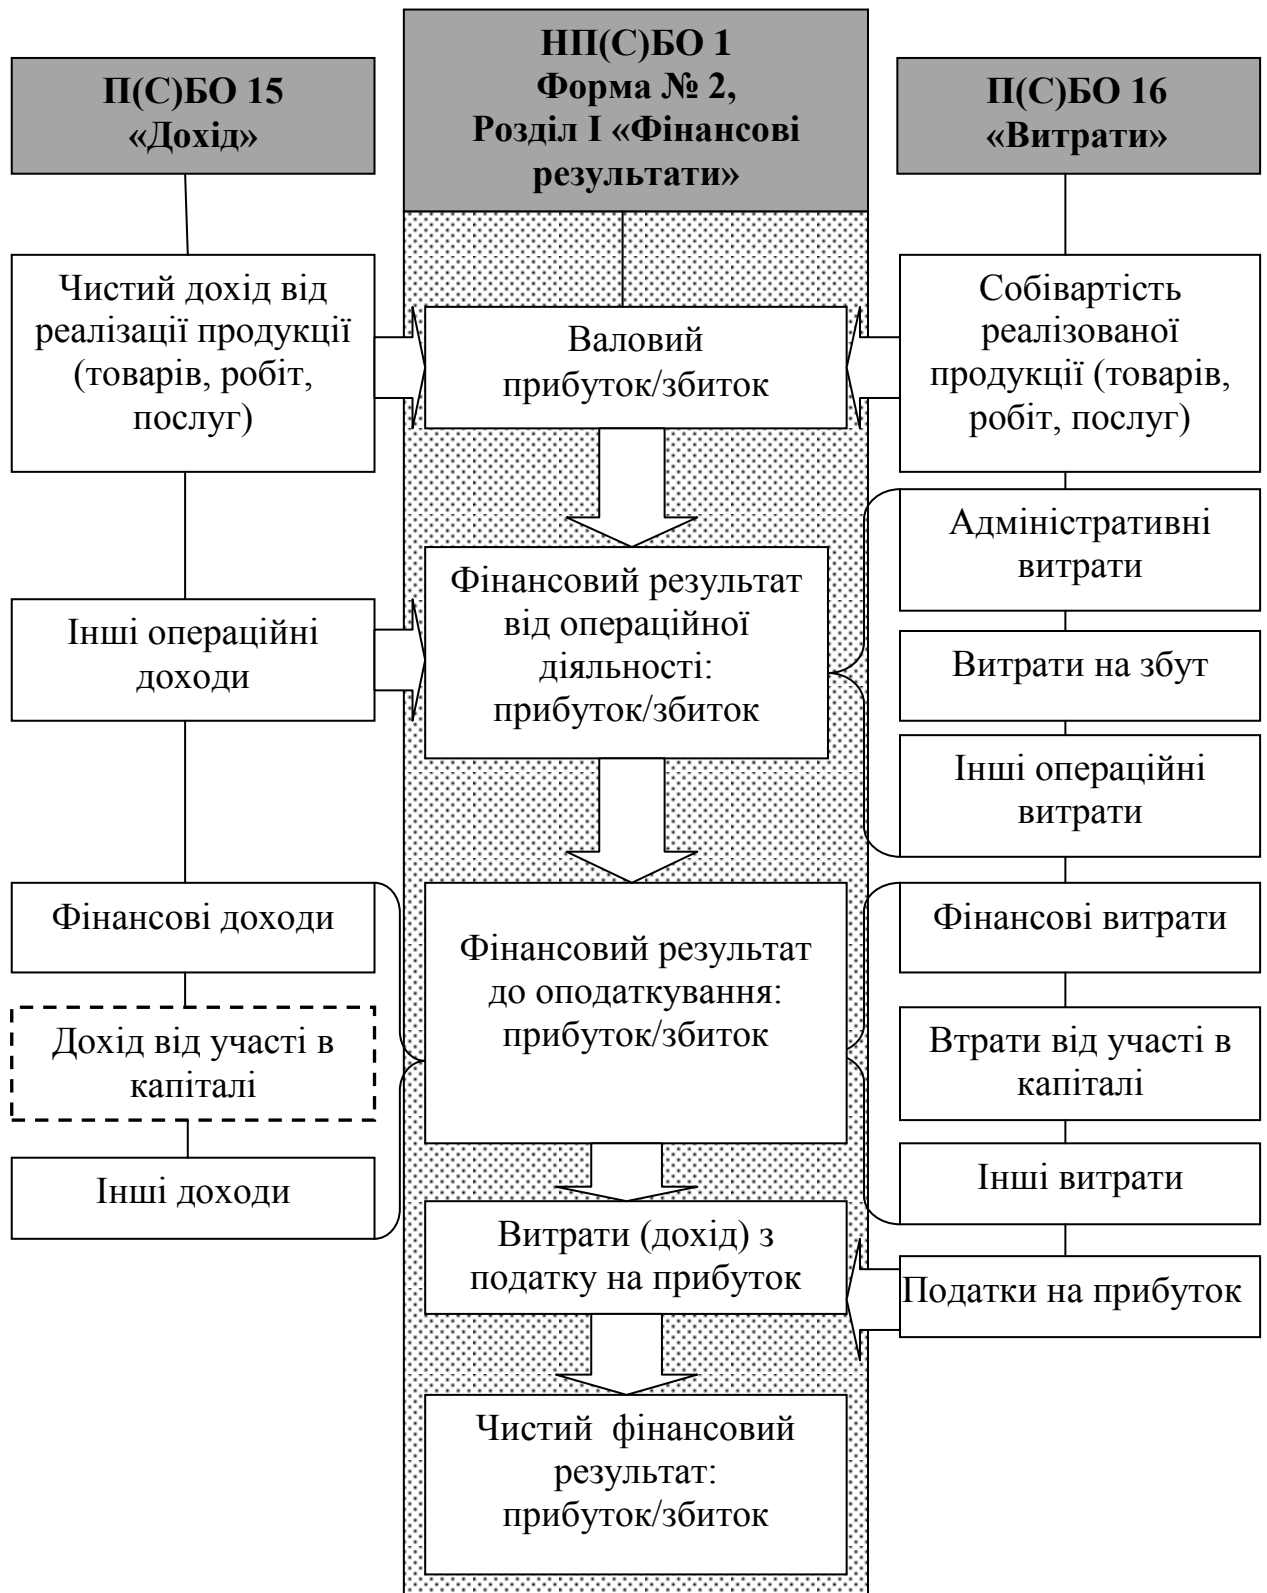 П(С)БО 15
«Дохід»
Чистий дохід від
реалізації продукції
(товарів, робіт,
послуг)
Інші операційні
доходи
Фінансові доходи
Дохід від участі в
капіталі
Інші доходи
НП(С)БО 1
Форма № 2,
Розділ І «Фінансові
результати»
Валовий
прибуток/збиток
Фінансовий результат
від операційної
діяльності:
прибуток/збиток
Фінансовий результат
до оподаткування:
прибуток/збиток
Витрати (дохід) з
податку на прибуток
Чистий фінансовий
результат:
прибуток/збиток
П(С)БО 16
«Витрати»
Собівартість
реалізованої
продукції (товарів,
робіт, послуг)
Адміністративні
витрати
Витрати на збут
Інші операційні
витрати
Фінансові витрати
Втрати від участі в
капіталі
Інші витрати
Податки на прибуток